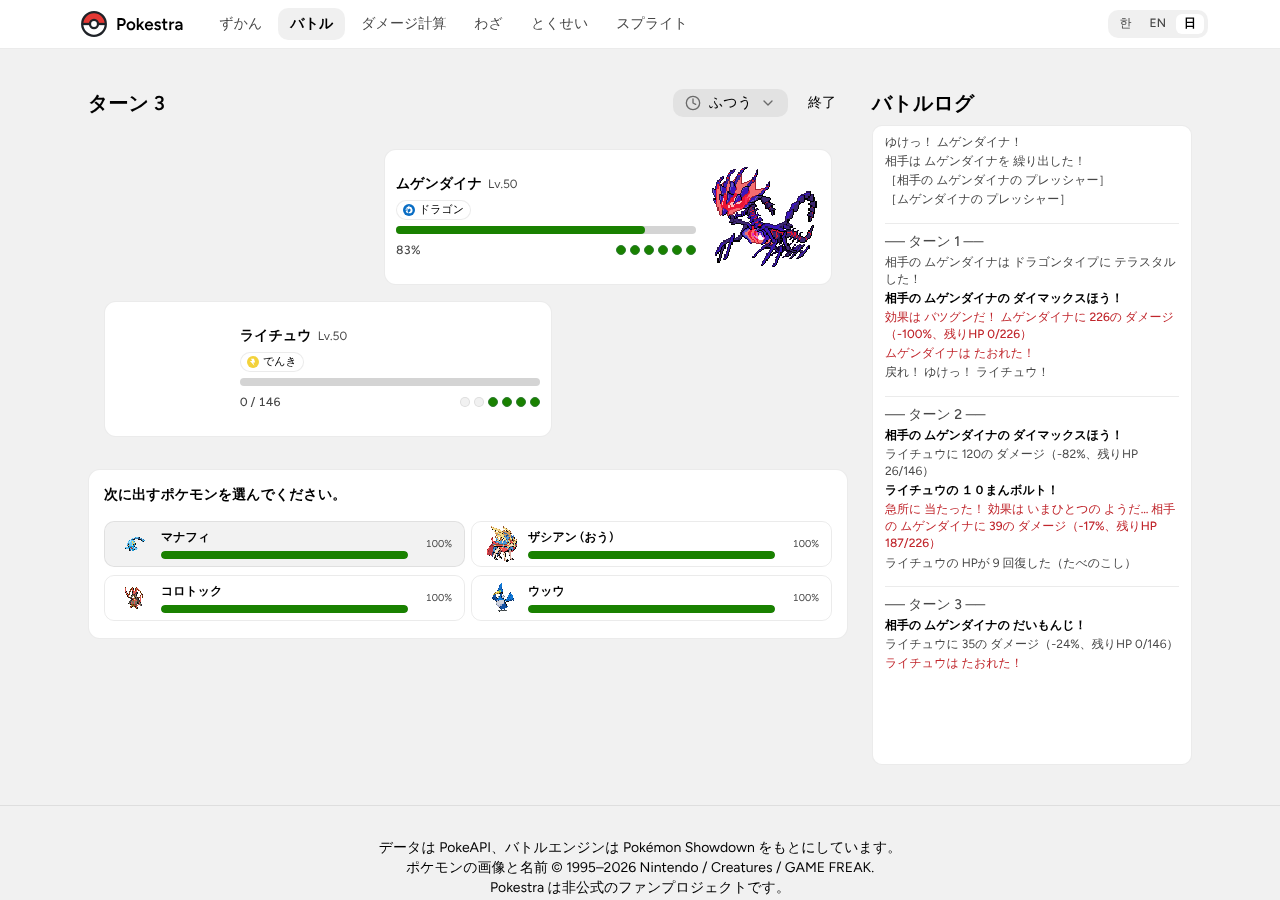 Pokestra
ずかん
バトル
ダメージ計算
わざ
とくせい
スプライト
한
EN
日
ターン 3
ふつう
終了
ムゲンダイナ Lv.50
ドラゴン
83%
ライチュウ Lv.50
でんき
0 / 146
次に出すポケモンを選んでください。
マナフィ
100%
ザシアン (おう)
100%
コロトック
100%
ウッウ
100%
バトルログ
ゆけっ！ ムゲンダイナ！
相手は ムゲンダイナを 繰り出した！
［相手の ムゲンダイナの プレッシャー］
［ムゲンダイナの プレッシャー］
── ターン 1 ──
相手の ムゲンダイナは ドラゴンタイプに テラスタル
した！
相手の ムゲンダイナの ダイマックスほう！
効果は バツグンだ！ ムゲンダイナに 226の ダメージ
（-100%、残りHP 0/226）
ムゲンダイナは たおれた！
戻れ！ ゆけっ！ ライチュウ！
── ターン 2 ──
相手の ムゲンダイナの ダイマックスほう！
ライチュウに 120の ダメージ（-82%、残りHP
26/146）
ライチュウの １０まんボルト！
急所に 当たった！ 効果は いまひとつの ようだ… 相手
の ムゲンダイナに 39の ダメージ（-17%、残りHP
187/226）
ライチュウの HPが 9 回復した（たべのこし）
── ターン 3 ──
相手の ムゲンダイナの だいもんじ！
ライチュウに 35の ダメージ（-24%、残りHP 0/146）
ライチュウは たおれた！
データは PokeAPI、バトルエンジンは Pokémon Showdown をもとにしています。
ポケモンの画像と名前 © 1995–2026 Nintendo / Creatures / GAME FREAK.
Pokestra は非公式のファンプロジェクトです。